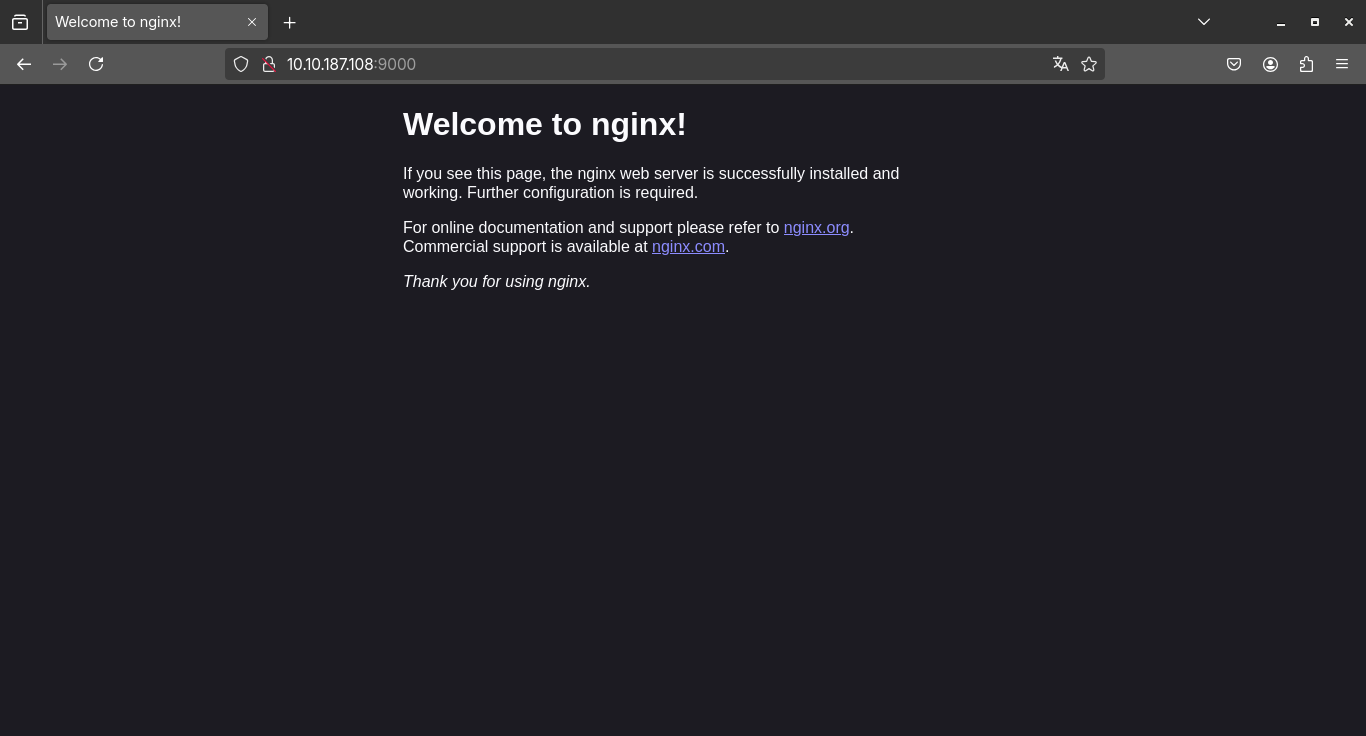 Welcome to nginx!
10.10.187.108:9000
Welcome to nginx!
If you see this page, the nginx web server is successfully installed and
working. Further configuration is required.
For online documentation and support please refer to nginx.org.
Commercial support is available at nginx.com.
Thank you for using nginx.